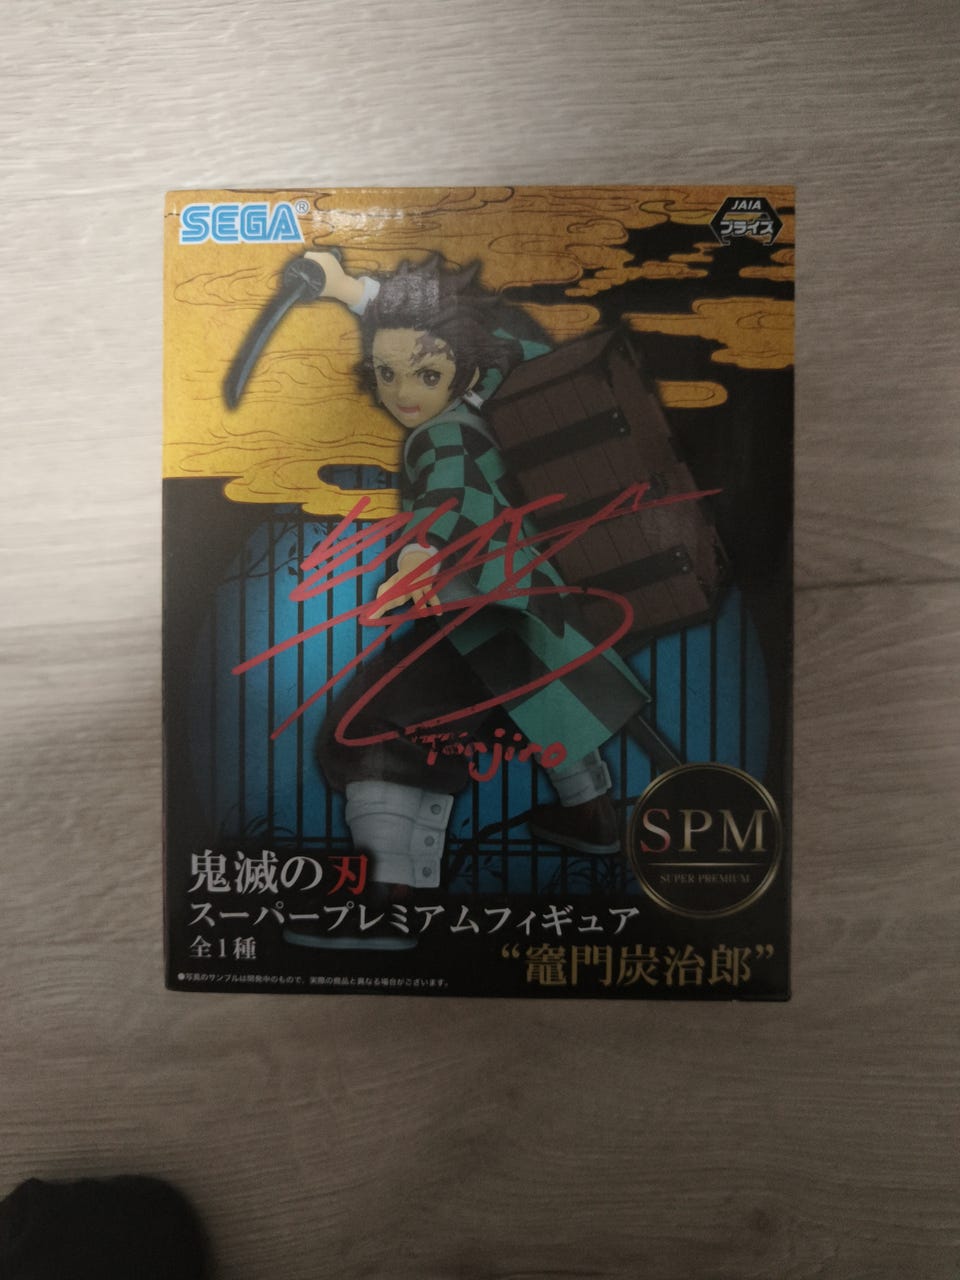 SEGA®
JAIA
プライズ
Tanjiro
SPM
SUPER PREMIUM
鬼滅の刃
スーパープレミアムフィギュア
全1種
“竈門炭治郎”
●写真のサンプルは開発中のもので、実際の商品と異なる場合がございます。